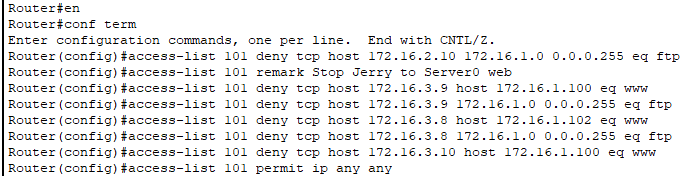 Router#en
Router#conf term
Enter configuration commands, one per line.  End with CNTL/Z.
Router(config)#access-list 101 deny tcp host 172.16.2.10 172.16.1.0 0.0.0.255 eq ftp
Router(config)#access-list 101 remark Stop Jerry to Server0 web
Router(config)#access-list 101 deny tcp host 172.16.3.9 host 172.16.1.100 eq www
Router(config)#access-list 101 deny tcp host 172.16.3.9 172.16.1.0 0.0.0.255 eq ftp
Router(config)#access-list 101 deny tcp host 172.16.3.8 host 172.16.1.102 eq www
Router(config)#access-list 101 deny tcp host 172.16.3.8 172.16.1.0 0.0.0.255 eq ftp
Router(config)#access-list 101 deny tcp host 172.16.3.10 host 172.16.1.100 eq www
Router(config)#access-list 101 permit ip any any